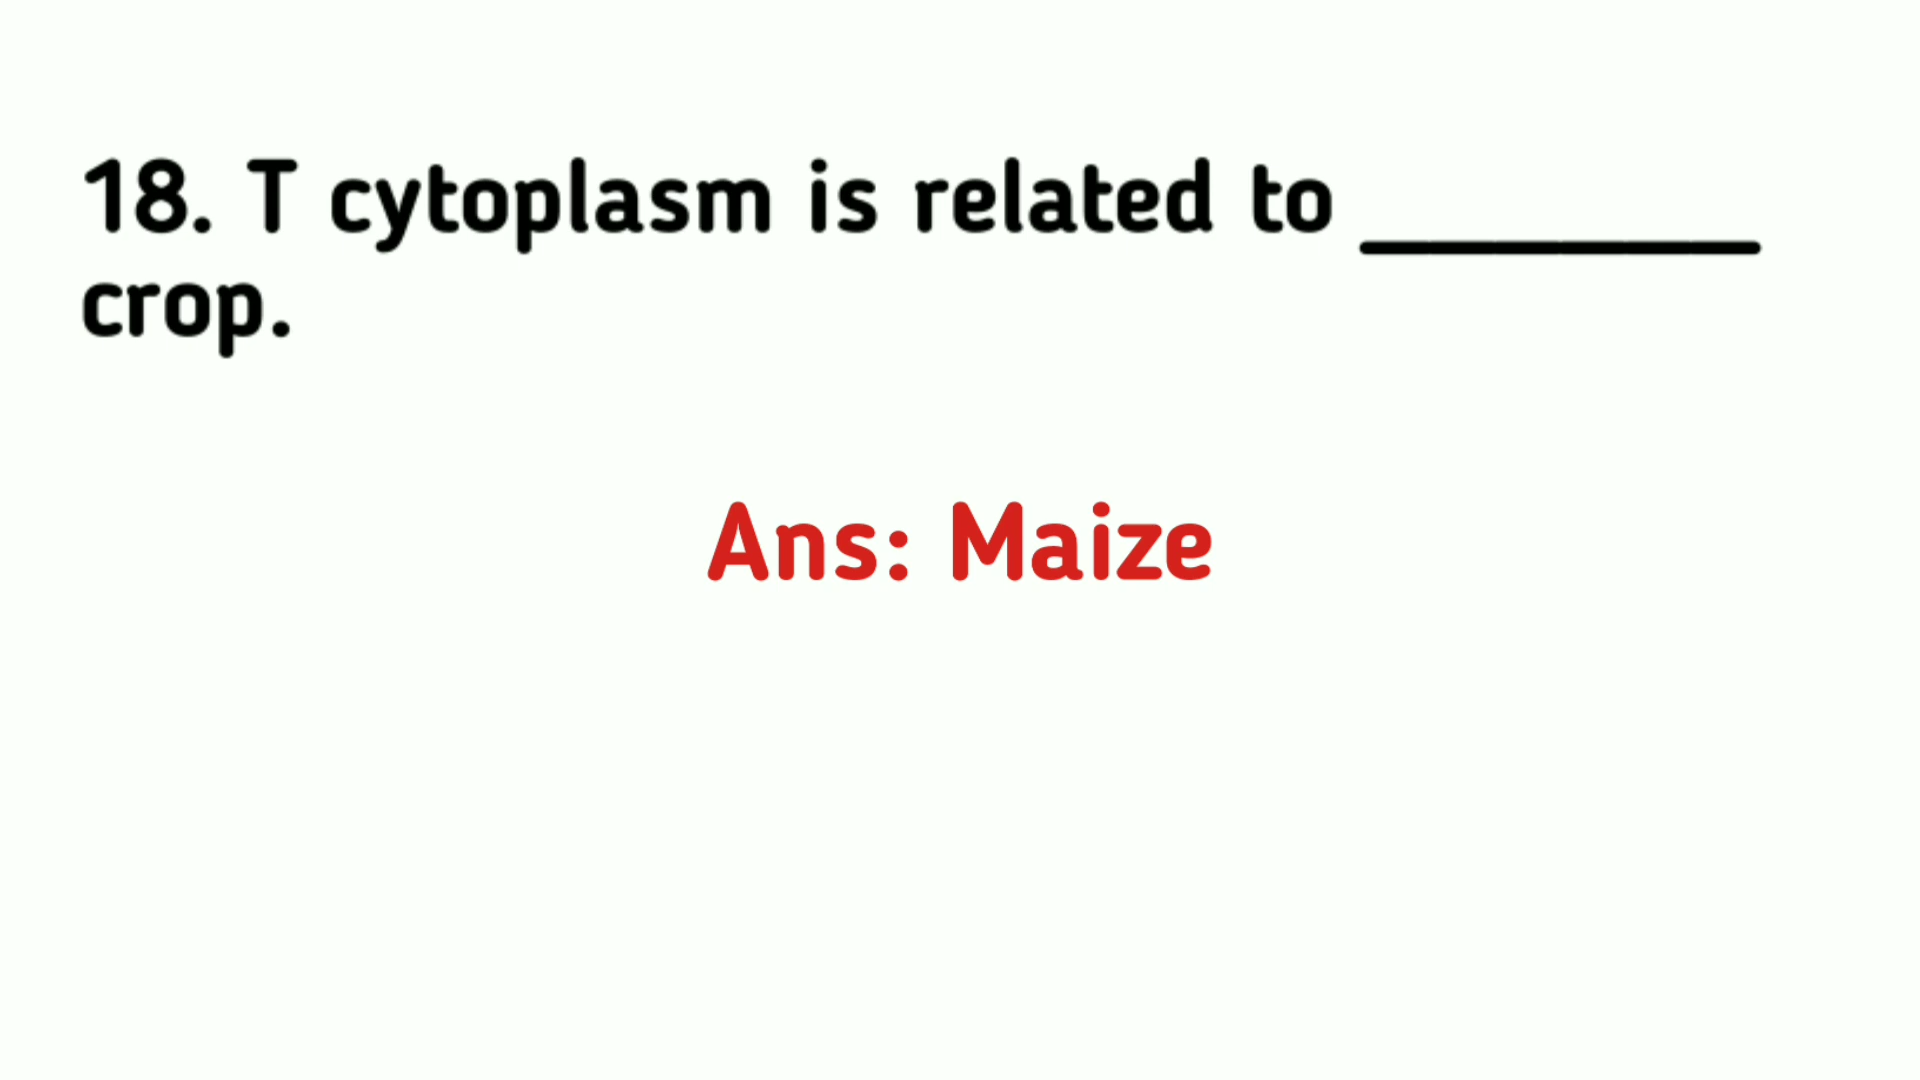 18. T cytoplasm is related to ________
crop.
Ans: Maize